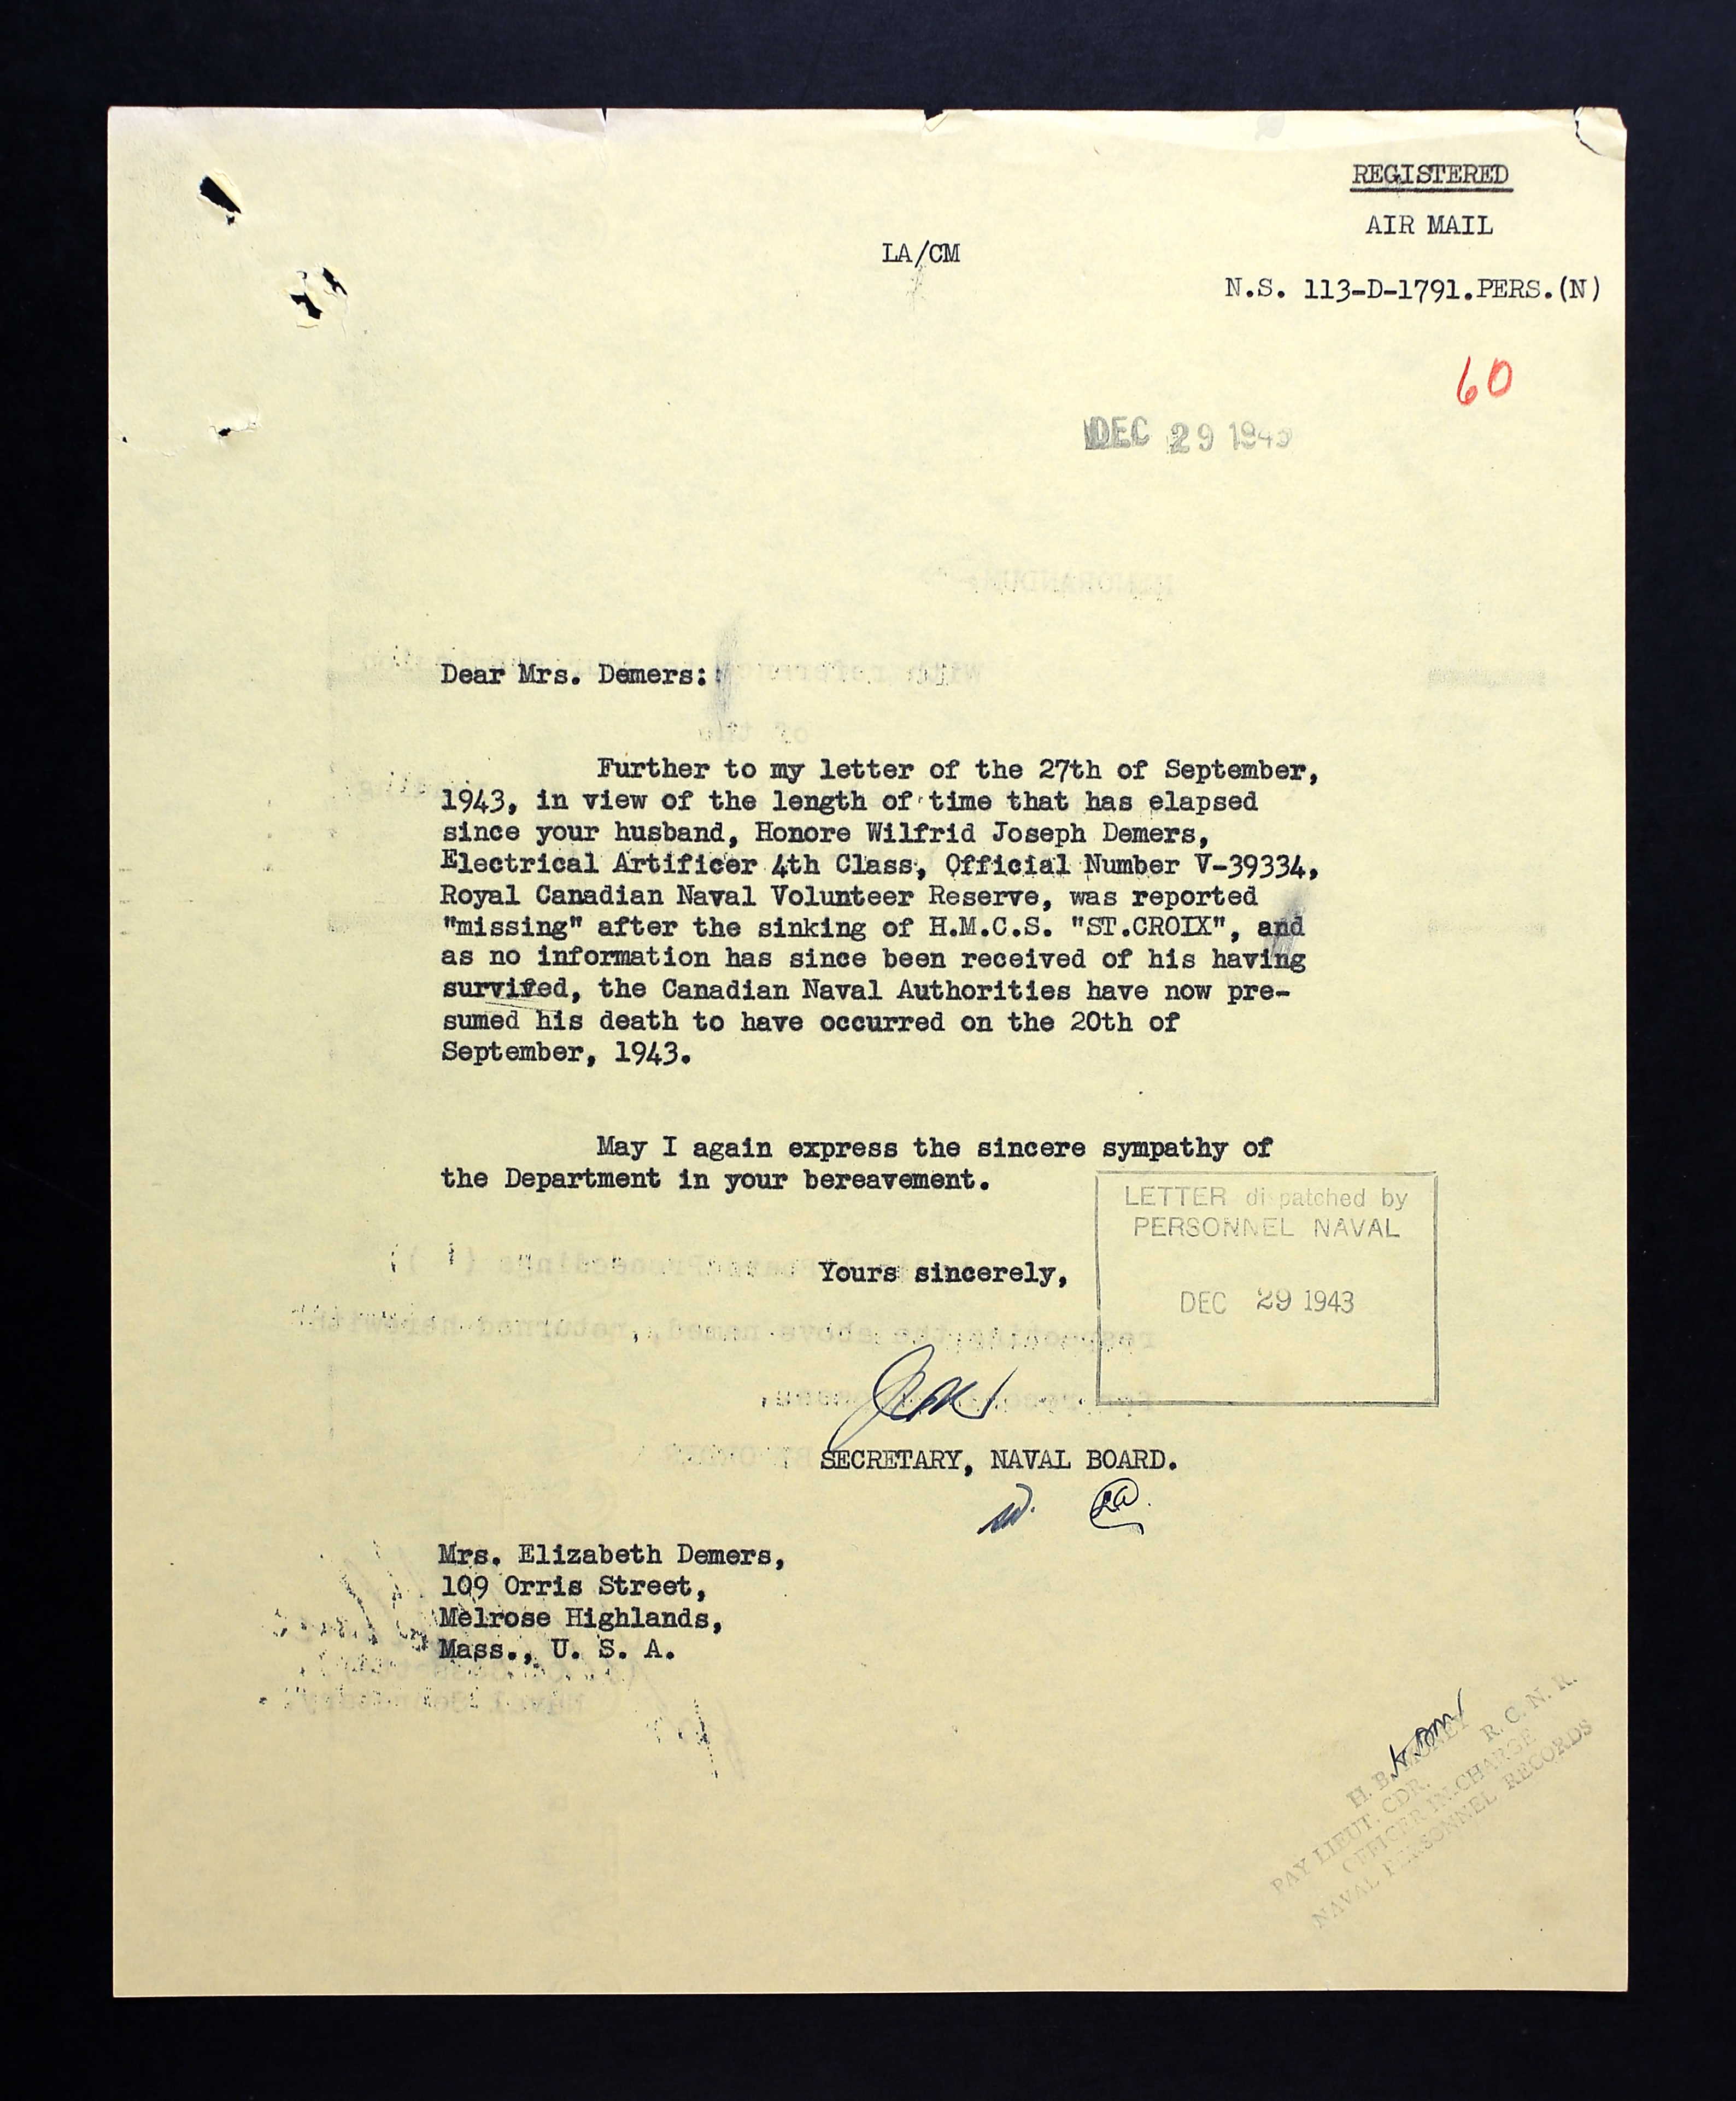 REGISTERED
AIR MAIL
LA/CM
N.S. 113-D-1791.PERS.(N)
60
DEC 29 1943
Dear Mrs. Demers:
Further to my letter of the 27th of September,
1943, in view of the length of time that has elapsed
since your husband, Honore Wilfrid Joseph Demers,
Electrical Artificer 4th Class, Official Number V-39334,
Royal Canadian Naval Volunteer Reserve, was reported
"missing" after the sinking of H.M.C.S. "ST.CROIX", and
as no information has since been received of his having
survived, the Canadian Naval Authorities have now pre-
sumed his death to have occurred on the 20th of
September, 1943.
May I again express the sincere sympathy of
the Department in your bereavement.
LETTER dispatched by
PERSONNEL NAVAL
DEC 29 1943
Yours sincerely,
SECRETARY, NAVAL BOARD.
Mrs. Elizabeth Demers,
109 Orris Street,
Melrose Highlands,
Mass., U. S. A.
H. B. MONEY
PAY LIEUT. CDR. R. C. N. R.
OFFICER IN-CHARGE
NAVAL PERSONNEL RECORDS